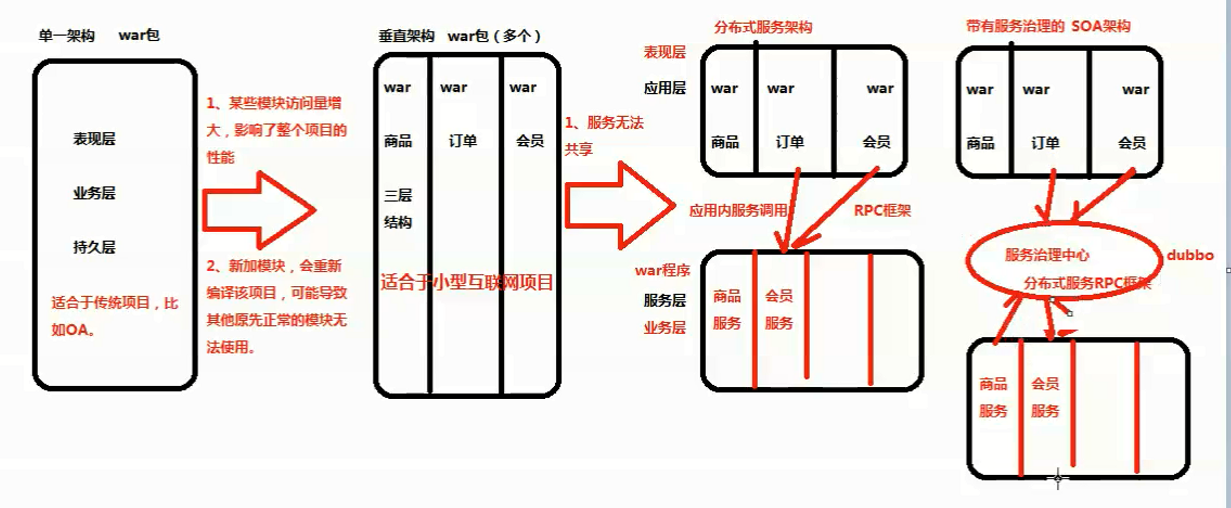 单一架构 war包
表现层
业务层
持久层
适合于传统项目，比
如OA。
1、某些模块访问量增
大，影响了整个项目的
性能
2、新加模块，会重新
编译该项目，可能导致
其他原先正常的模块无
法使用。
垂直架构 war包（多个）
war war war
商品 订单 会员
三层
结构
适合于小型互联网项目
1、服务无法
共享
分布式服务架构
表现层
应用层
war war war
商品 订单 会员
应用内服务调用
RPC框架
war程序
服务层
业务层
商品 会员
服务 服务
带有服务治理的 SOA架构
war war war
商品 订单 会员
服务治理中心
dubbo
分布式服务RPC框架
商品 会员
服务 服务